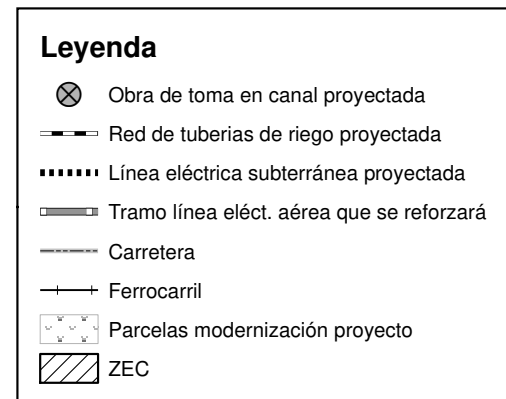 Leyenda
Obra de toma en canal proyectada
Red de tuberias de riego proyectada
Línea eléctrica subterránea proyectada
Tramo línea eléct. aérea que se reforzará
Carretera
Ferrocarril
Parcelas modernización proyecto
ZEC